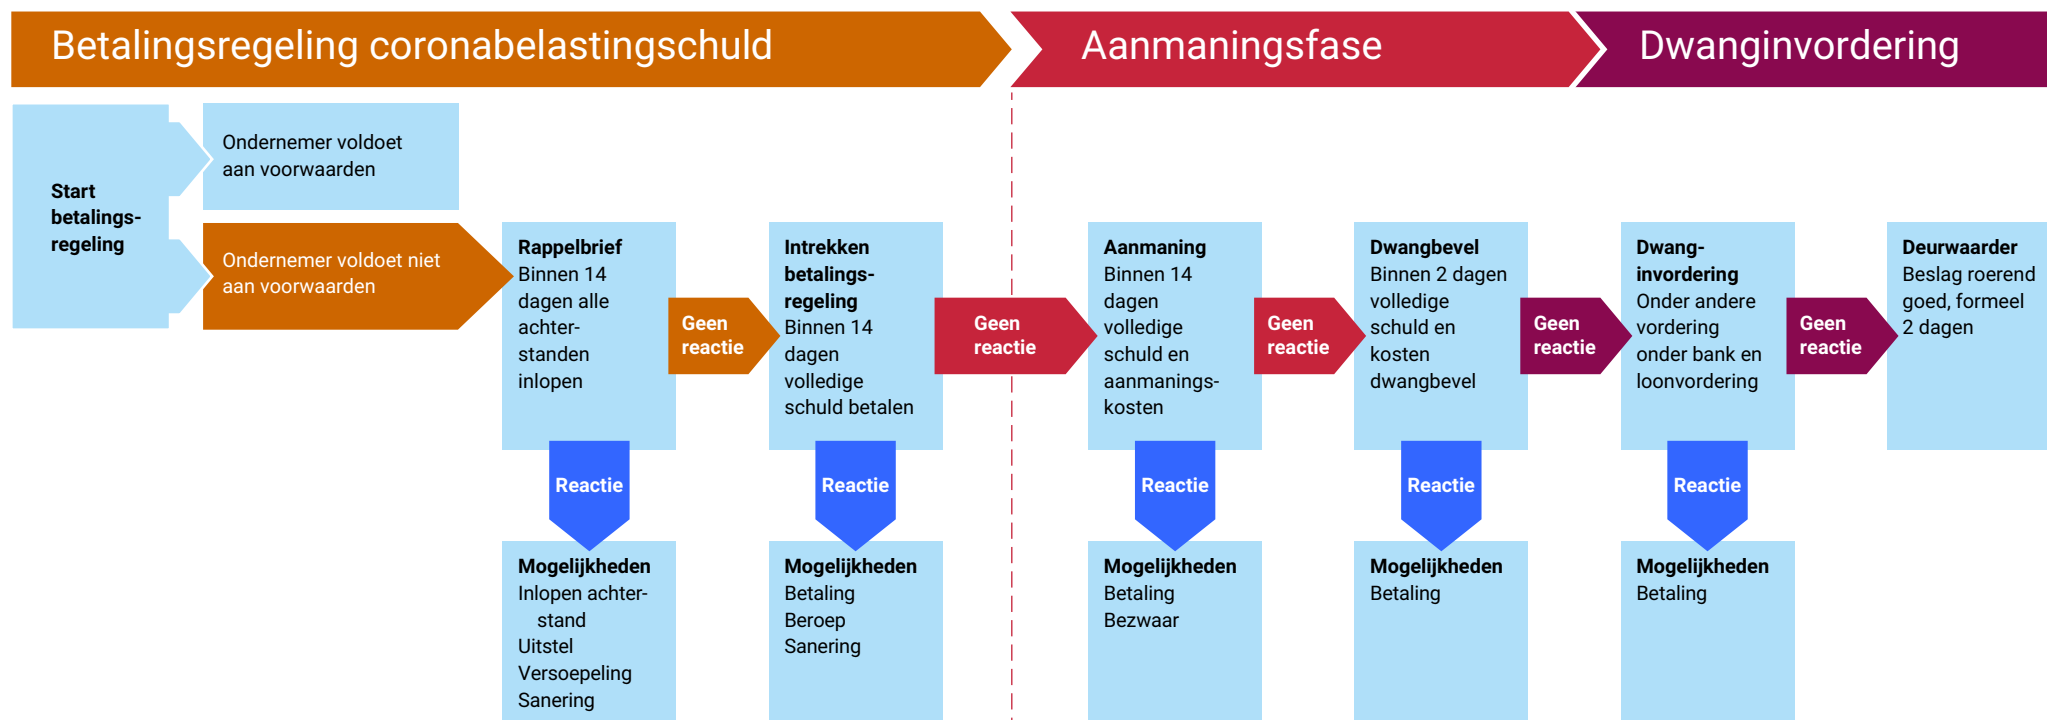 Betalingsregeling coronabelastingschuld
Aanmaningsfase
Dwanginvordering
Start
betalings-
regeling
Ondernemer voldoet
aan voorwaarden
Ondernemer voldoet niet
aan voorwaarden
Rappelbrief
Binnen 14
dagen alle
achter-
standen
inlopen
Geen
reactie
Intrekken
betalings-
regeling
Binnen 14
dagen
volledige
schuld betalen
Geen
reactie
Aanmaning
Binnen 14
dagen
volledige
schuld en
aanmanings-
kosten
Geen
reactie
Dwangbevel
Binnen 2 dagen
volledige
schuld en
kosten
dwangbevel
Geen
reactie
Dwang-
invordering
Onder andere
vordering
onder bank en
loonvordering
Geen
reactie
Deurwaarder
Beslag roerend
goed, formeel
2 dagen
Reactie
Reactie
Reactie
Reactie
Reactie
Mogelijkheden
Inlopen achter-
stand
Uitstel
Versoepeling
Sanering
Mogelijkheden
Betaling
Beroep
Sanering
Mogelijkheden
Betaling
Bezwaar
Mogelijkheden
Betaling
Mogelijkheden
Betaling